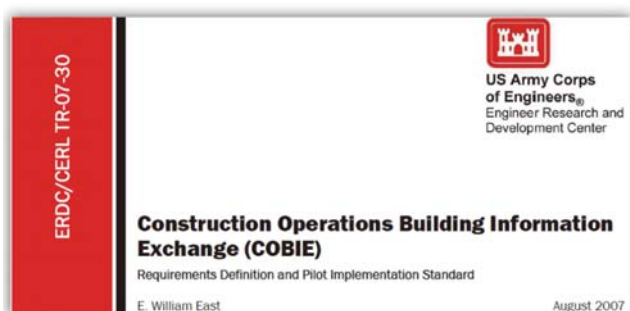 ERDC/CERL TR-07-30
US Army Corps
of Engineers®
Engineer Research and
Development Center
Construction Operations Building Information
Exchange (COBIE)
Requirements Definition and Pilot Implementation Standard
E. William East August 2007